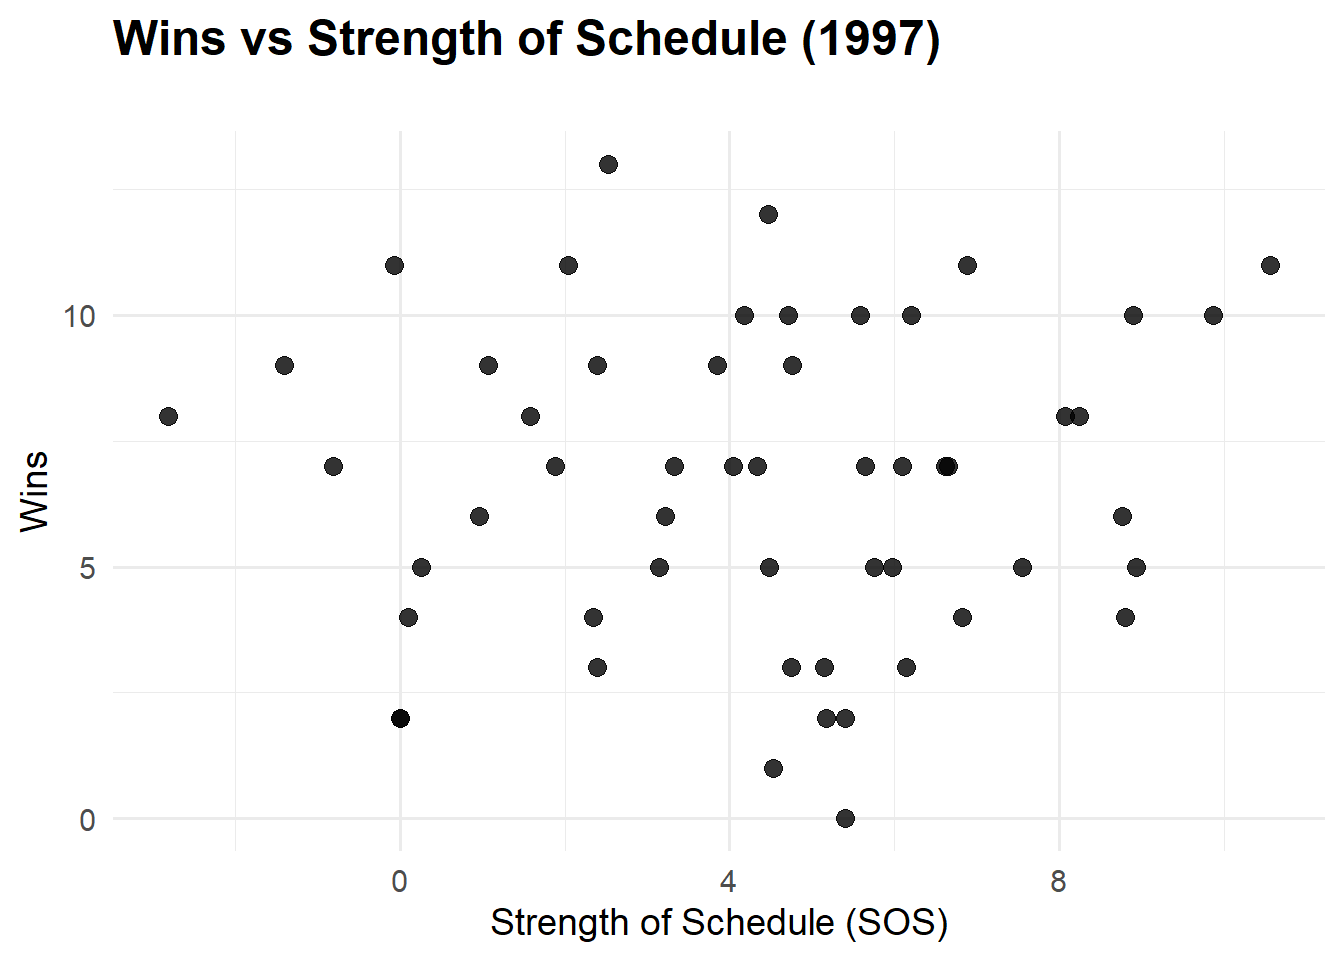 Wins vs Strength of Schedule (1997)
10
5
0
Wins
0 4 8
Strength of Schedule (SOS)